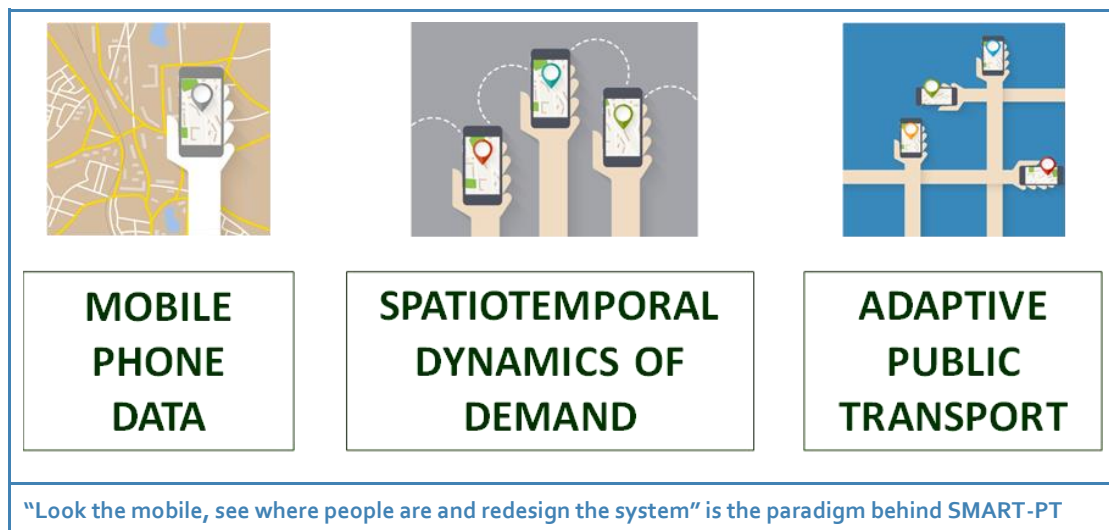 MOBILE
PHONE
DATA
SPATIOTEMPORAL
DYNAMICS OF
DEMAND
ADAPTIVE
PUBLIC
TRANSPORT
“Look the mobile, see where people are and redesign the system” is the paradigm behind SMART-PT